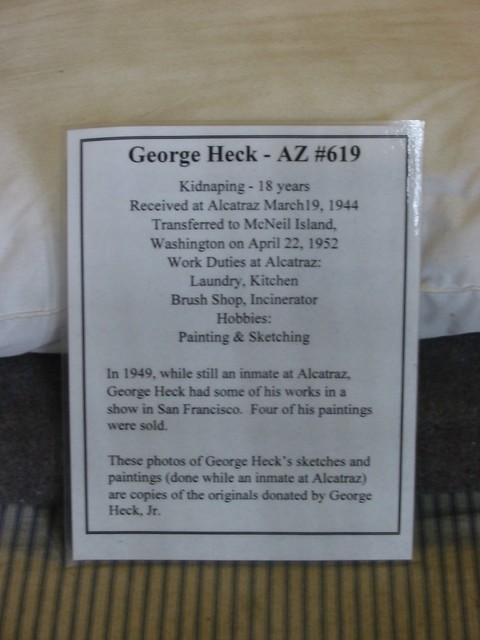 George Heck - AZ #619
Kidnaping - 18 years
Received at Alcatraz March19, 1944
Transferred to McNeil Island,
Washington on April 22, 1952
Work Duties at Alcatraz:
Laundry, Kitchen
Brush Shop, Incinerator
Hobbies:
Painting & Sketching
In 1949, while still an inmate at Alcatraz,
George Heck had some of his works in a
show in San Francisco.  Four of his paintings
were sold.
These photos of George Heck's sketches and
paintings (done while an inmate at Alcatraz)
are copies of the originals donated by George
Heck, Jr.